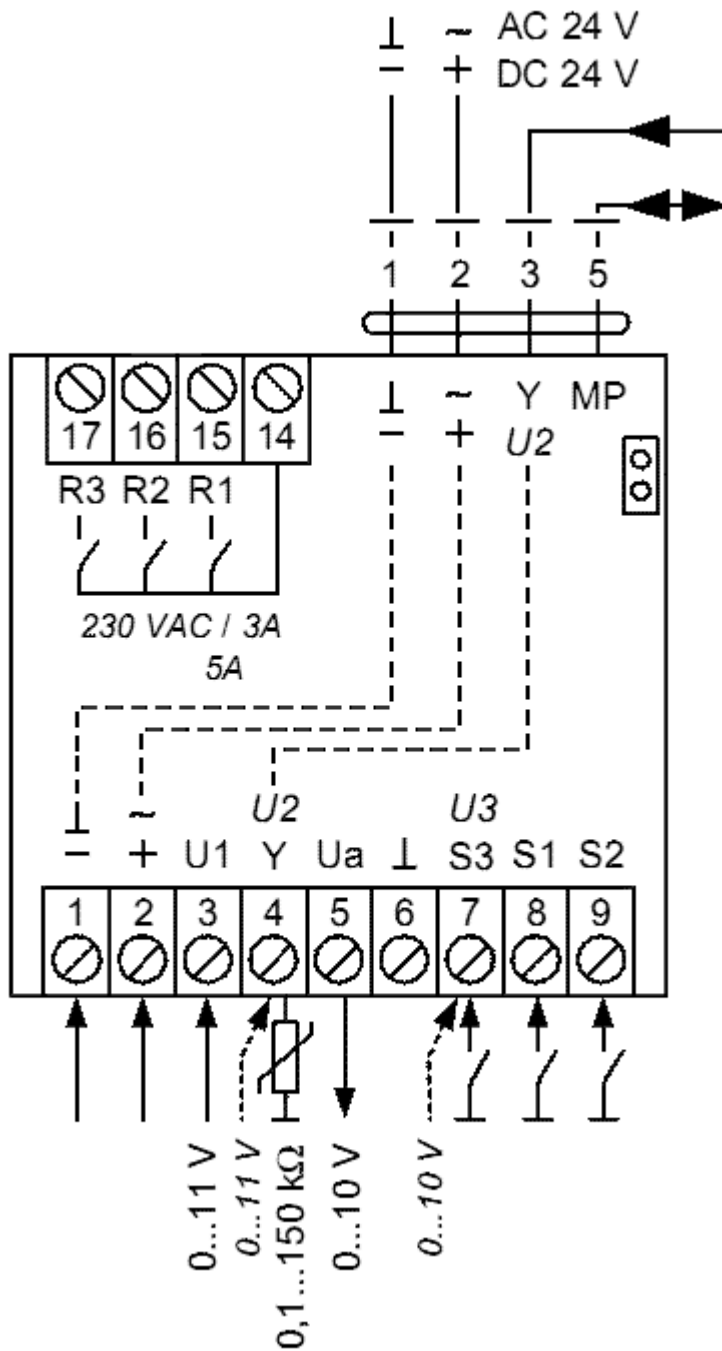 ⊥ ~ AC 24 V
− + DC 24 V
1 2 3 5
17 16 15 14
⊥ ~ Y MP
− + U2
R3 R2 R1
230 VAC / 3A
5A
⊥ ~ U2 U3
− + U1 Y Ua ⊥ S3 S1 S2
1 2 3 4 5 6 7 8 9
0...11 V
0...11 V
0,1...150 kΩ
0...10 V
0...10 V